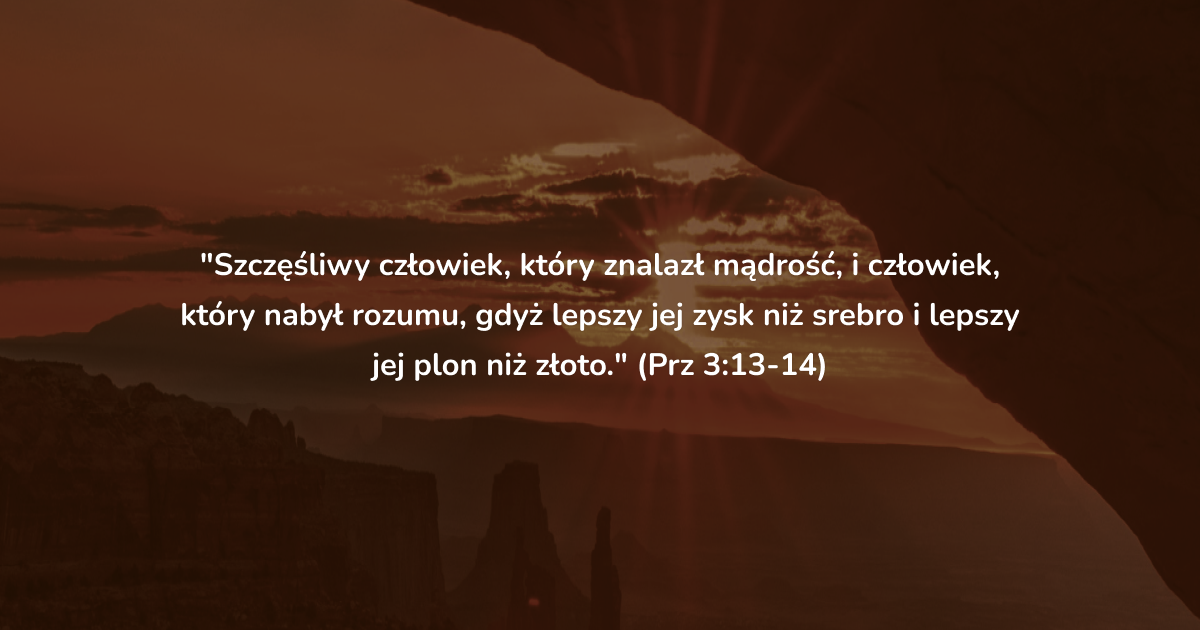 "Szczęśliwy człowiek, który znalazł mądrość, i człowiek,
który nabył rozumu, gdyż lepszy jej zysk niż srebro i lepszy
jej plon niż złoto." (Prz 3:13-14)